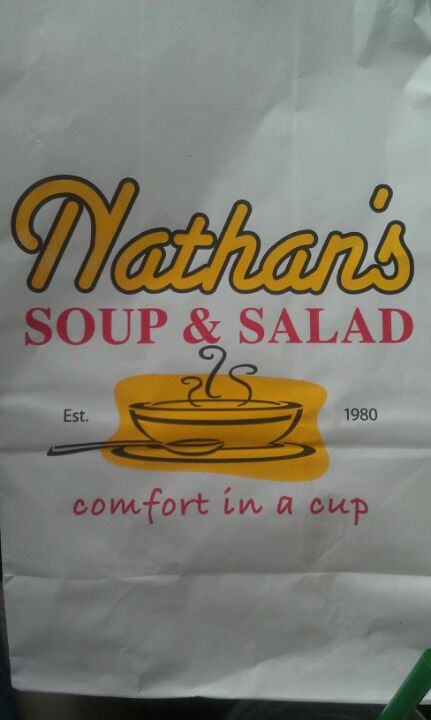 Nathan's
SOUP & SALAD
Est. 1980
comfort in a cup